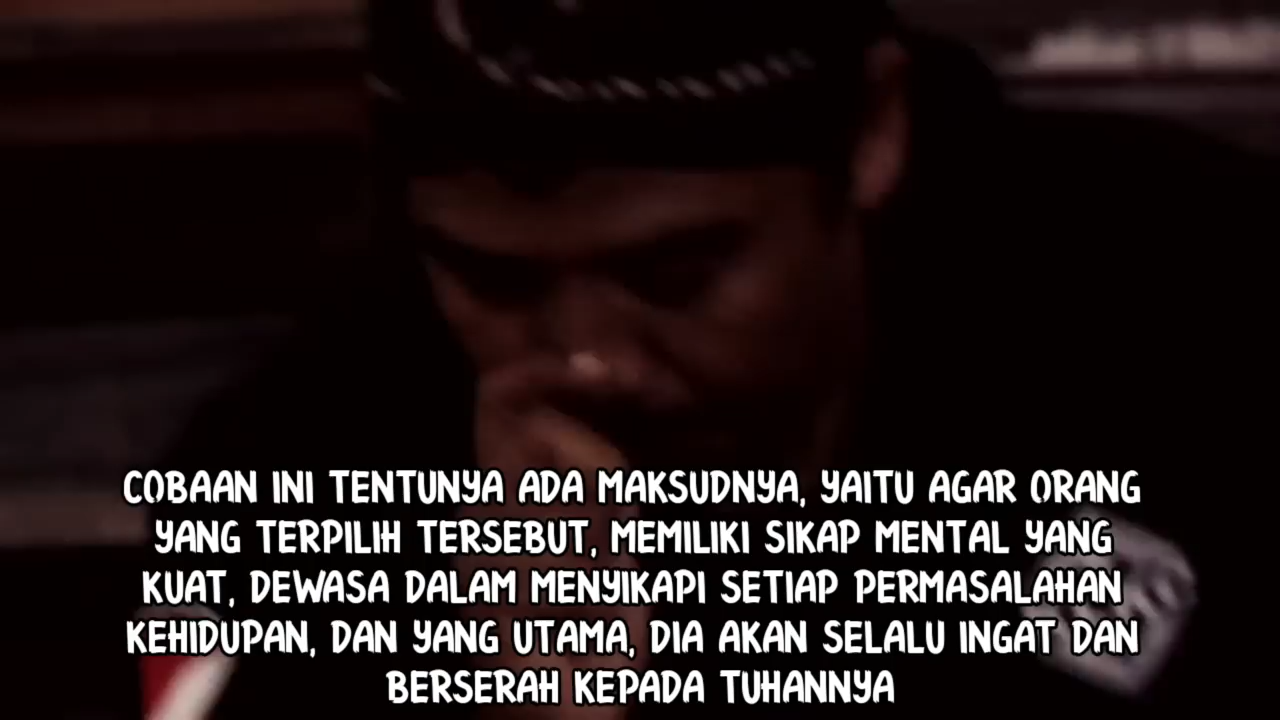 COBAAN INI TENTUNYA ADA MAKSUDNYA, YAITU AGAR ORANG
YANG TERPILIH TERSEBUT, MEMILIKI SIKAP MENTAL YANG
KUAT, DEWASA DALAM MENYIKAPI SETIAP PERMASALAHAN
KEHIDUPAN, DAN YANG UTAMA, DIA AKAN SELALU INGAT DAN
BERSERAH KEPADA TUHANNYA